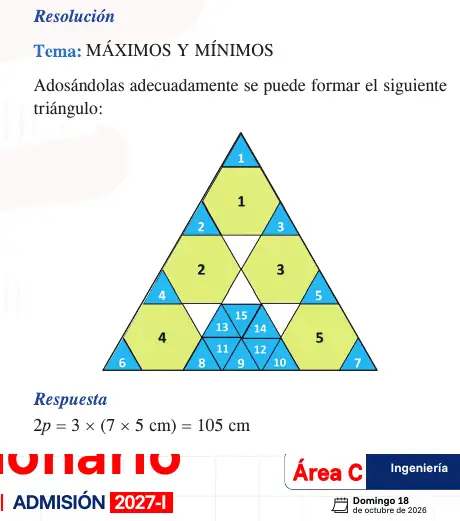 Resolución
Tema: MÁXIMOS Y MÍNIMOS
Adosándolas adecuadamente se puede formar el siguiente
triángulo:
1
1
2
3
2
3
4
5
15
13
14
4
5
11
12
6
8
9
10
7
Respuesta
2p = 3 × (7 × 5 cm) = 105 cm
Área C
Ingeniería
ADMISIÓN 2027-I
Domingo 18
de octubre de 2026